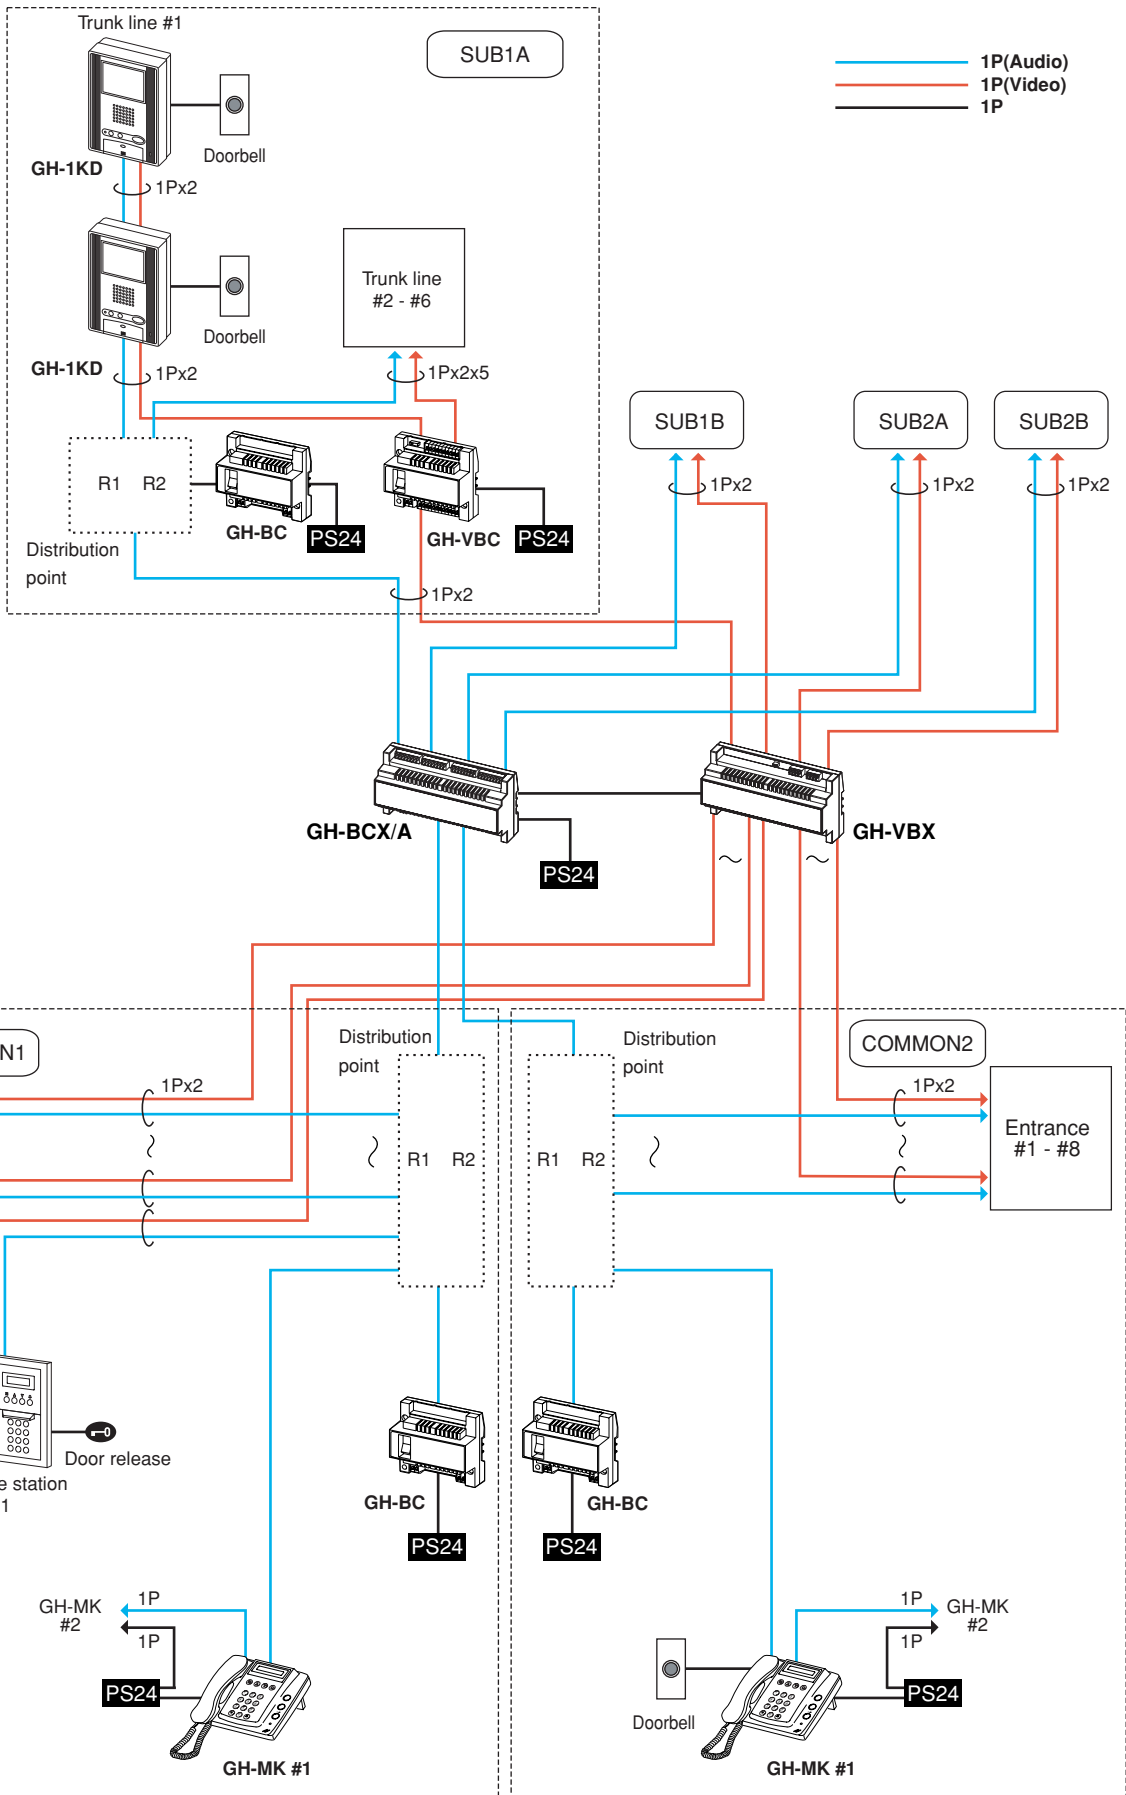 Trunk line #1
SUB1A
1P(Audio)
1P(Video)
1P
Doorbell
GH-1KD
1Px2
Trunk line
#2 - #6
Doorbell
GH-1KD
1Px2
1Px2x5
SUB1B
SUB2A
SUB2B
R1
R2
1Px2
1Px2
1Px2
GH-BC
PS24
GH-VBC
PS24
Distribution
point
1Px2
GH-BCX/A
GH-VBX
PS24
N1
Distribution
point
Distribution
point
COMMON2
1Px2
1Px2
Entrance
#1 - #8
R1
R2
R1
R2
Door release
e station
1
GH-BC
GH-BC
PS24
PS24
GH-MK
#2
1P
1P
PS24
GH-MK #1
1P
1P
GH-MK
#2
PS24
Doorbell
GH-MK #1